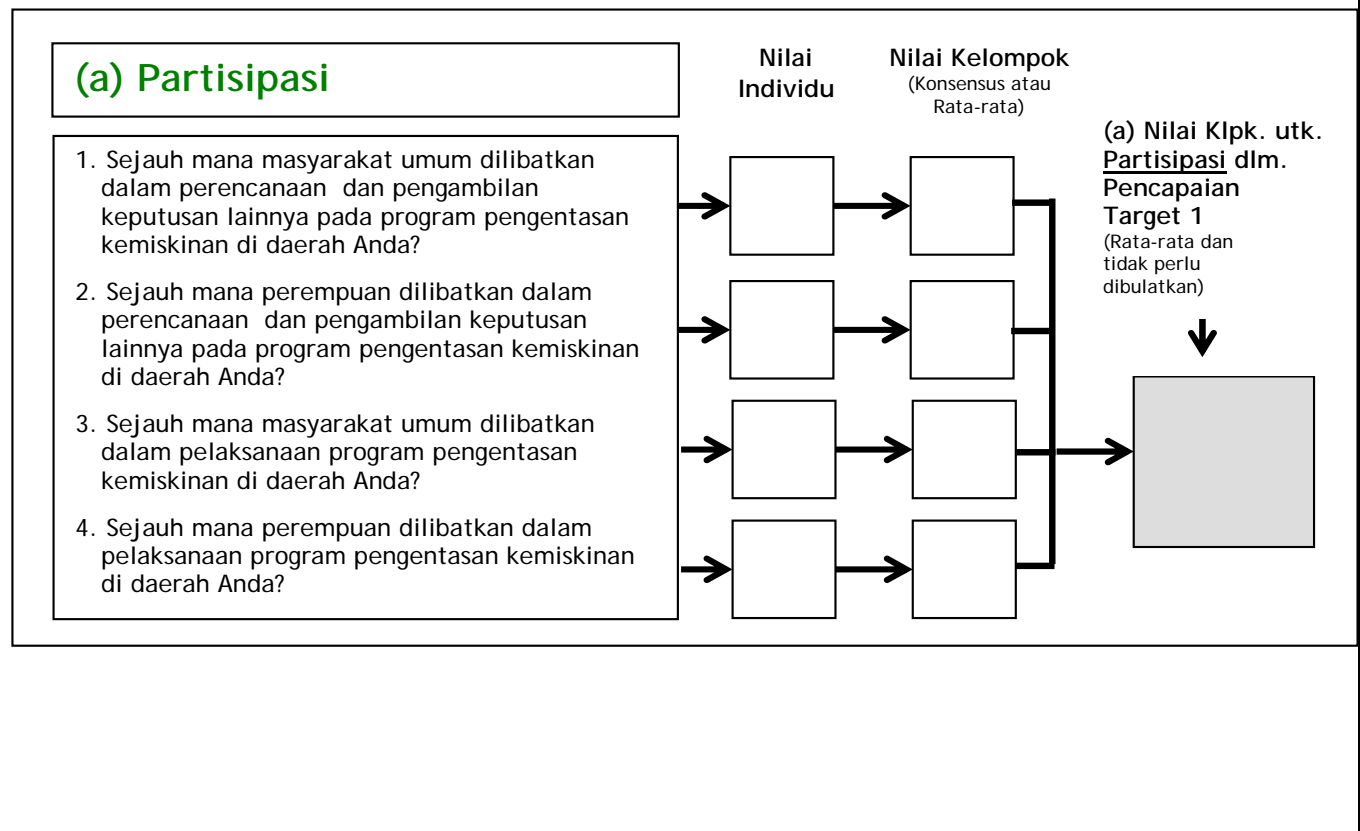 (a) Partisipasi
Nilai
Individu
Nilai Kelompok
(Konsensus atau
Rata-rata)
(a) Nilai Klpk. utk.
Partisipasi dlm.
Pencapaian
Target 1
(Rata-rata dan
tidak perlu
dibulatkan)
1. Sejauh mana masyarakat umum dilibatkan
dalam perencanaan dan pengambilan
keputusan lainnya pada program pengentasan
kemiskinan di daerah Anda?
2. Sejauh mana perempuan dilibatkan dalam
perencanaan dan pengambilan keputusan
lainnya pada program pengentasan kemiskinan
di daerah Anda?
3. Sejauh mana masyarakat umum dilibatkan
dalam pelaksanaan program pengentasan
kemiskinan di daerah Anda?
4. Sejauh mana perempuan dilibatkan dalam
pelaksanaan program pengentasan kemiskinan
di daerah Anda?